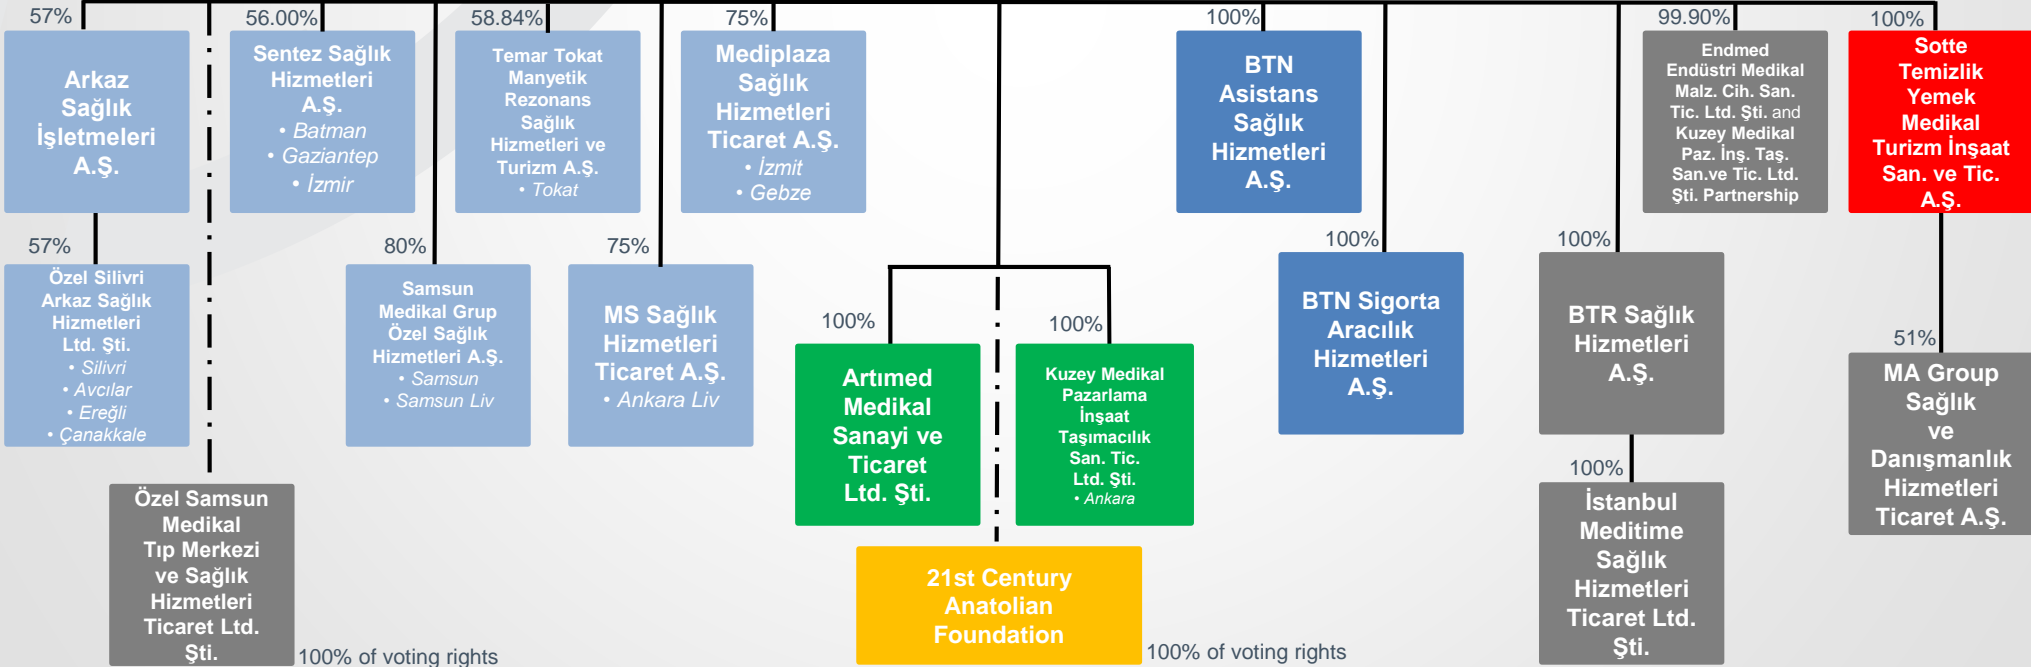 57%
Arkaz
Sağlık
İşletmeleri
A.Ş.
56.00%
Sentez Sağlık
Hizmetleri
A.Ş.
• Batman
• Gaziantep
• İzmir
58.84%
Temar Tokat
Manyetik
Rezonans
Sağlık
Hizmetleri ve
Turizm A.Ş.
• Tokat
75%
Mediplaza
Sağlık
Hizmetleri
Ticaret A.Ş.
• İzmit
• Gebze
100%
BTN
Asistans
Sağlık
Hizmetleri
A.Ş.
99.90%
Endmed
Endüstri Medikal
Malz. Cih. San.
Tic. Ltd. Şti. and
Kuzey Medikal
Paz. İnş. Taş.
San.ve Tic. Ltd.
Şti. Partnership
100%
Sotte
Temizlik
Yemek
Medikal
Turizm İnşaat
San. ve Tic.
A.Ş.
57%
Özel Silivri
Arkaz Sağlık
Hizmetleri
Ltd. Şti.
• Silivri
• Avcılar
• Ereğli
• Çanakkale
80%
Samsun
Medikal Grup
Özel Sağlık
Hizmetleri A.Ş.
• Samsun
• Samsun Liv
75%
MS Sağlık
Hizmetleri
Ticaret A.Ş.
• Ankara Liv
100%
Artımed
Medikal
Sanayi ve
Ticaret
Ltd. Şti.
100%
Kuzey Medikal
Pazarlama
İnşaat
Taşımacılık
San. Tic.
Ltd. Şti.
• Ankara
100%
BTN Sigorta
Aracılık
Hizmetleri
A.Ş.
100%
BTR Sağlık
Hizmetleri
A.Ş.
51%
MA Group
Sağlık
ve
Danışmanlık
Hizmetleri
Ticaret A.Ş.
Özel Samsun
Medikal
Tıp Merkezi
ve Sağlık
Hizmetleri
Ticaret Ltd.
Şti.
100% of voting rights
21st Century
Anatolian
Foundation
100% of voting rights
100%
İstanbul
Meditime
Sağlık
Hizmetleri
Ticaret Ltd.
Şti.